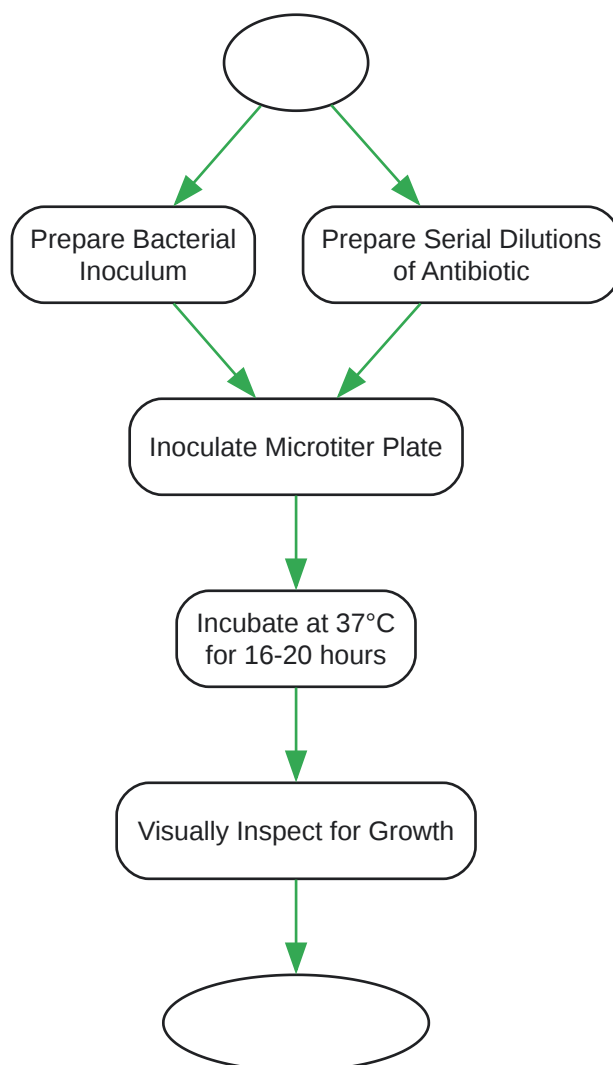 Prepare Bacterial
Inoculum
Prepare Serial Dilutions
of Antibiotic
Inoculate Microtiter Plate
Incubate at 37°C
for 16-20 hours
Visually Inspect for Growth